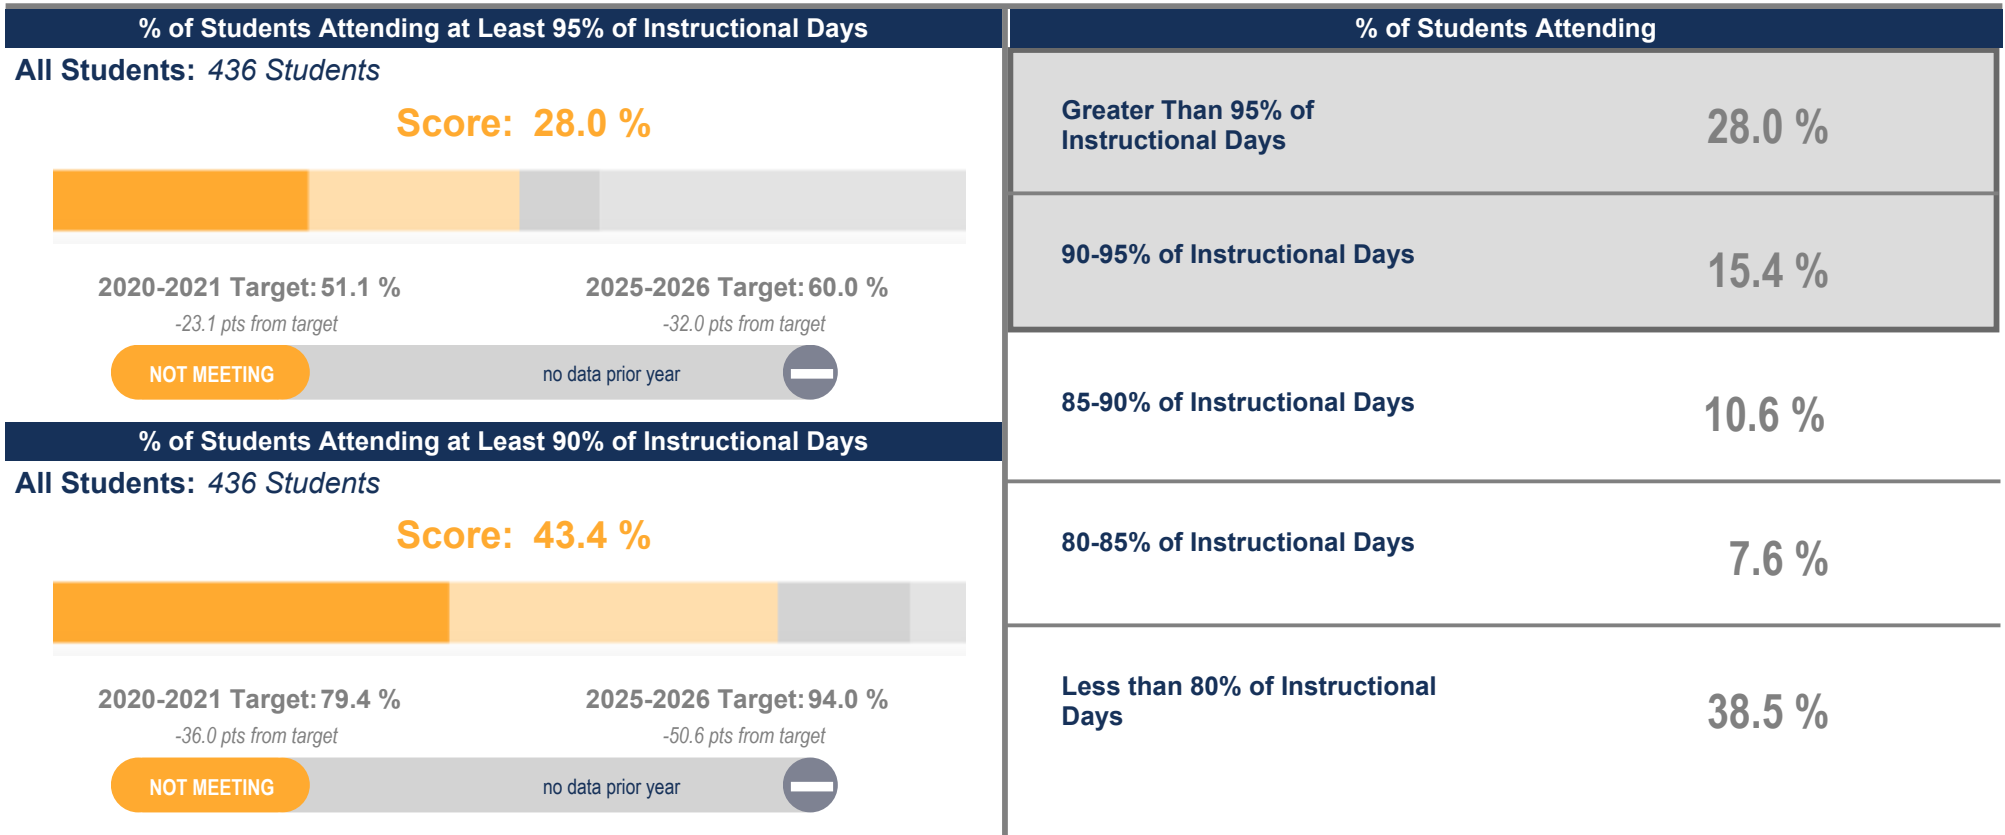 % of Students Attending at Least 95% of Instructional Days
All Students: 436 Students
Score: 28.0 %
2020-2021 Target: 51.1 %
-23.1 pts from target
2025-2026 Target: 60.0 %
-32.0 pts from target
NOT MEETING
no data prior year
% of Students Attending at Least 90% of Instructional Days
All Students: 436 Students
Score: 43.4 %
2020-2021 Target: 79.4 %
-36.0 pts from target
2025-2026 Target: 94.0 %
-50.6 pts from target
NOT MEETING
no data prior year
% of Students Attending
Greater Than 95% of
Instructional Days
28.0 %
90-95% of Instructional Days
15.4 %
85-90% of Instructional Days
10.6 %
80-85% of Instructional Days
7.6 %
Less than 80% of Instructional
Days
38.5 %